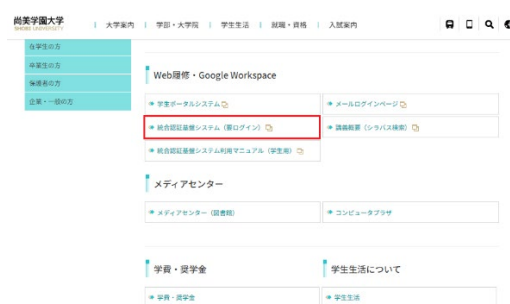 尚美学園大学
SHOBI UNIVERSITY
大学案内
学部・大学院
学生生活
就職・資格
入試案内
在学生の方
卒業生の方
保護者の方
企業・一般の方
Web履修・Google Workspace
学生ポータルシステム
メールログインページ
統合認証基盤システム（要ログイン）
講義概要（シラバス検索）
統合認証基盤システム利用マニュアル（学生用）
メディアセンター
メディアセンター（図書館）
コンピュータプラザ
学費・奨学金
学生生活について
学費・奨学金
学生生活